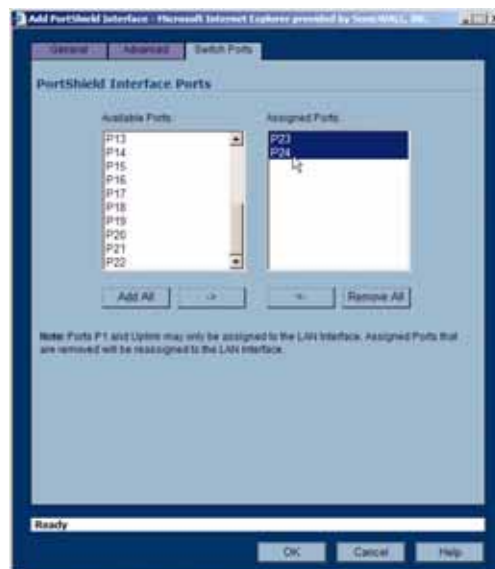 Add PortShield Interface - Microsoft Internet Explorer provided by SonicWALL, INC.
General Advanced Switch Ports
PortShield Interface Ports
Available Ports: Assigned Ports:
P13
P14
P15
P16
P17
P18
P19
P20
P21
P22
P23
P24
Add All -> <- Remove All
Note: Ports P1 and Uplink may only be assigned to the LAN Interface. Assigned Ports that
are removed will be reassigned to the LAN Interface.
Ready
OK Cancel Help